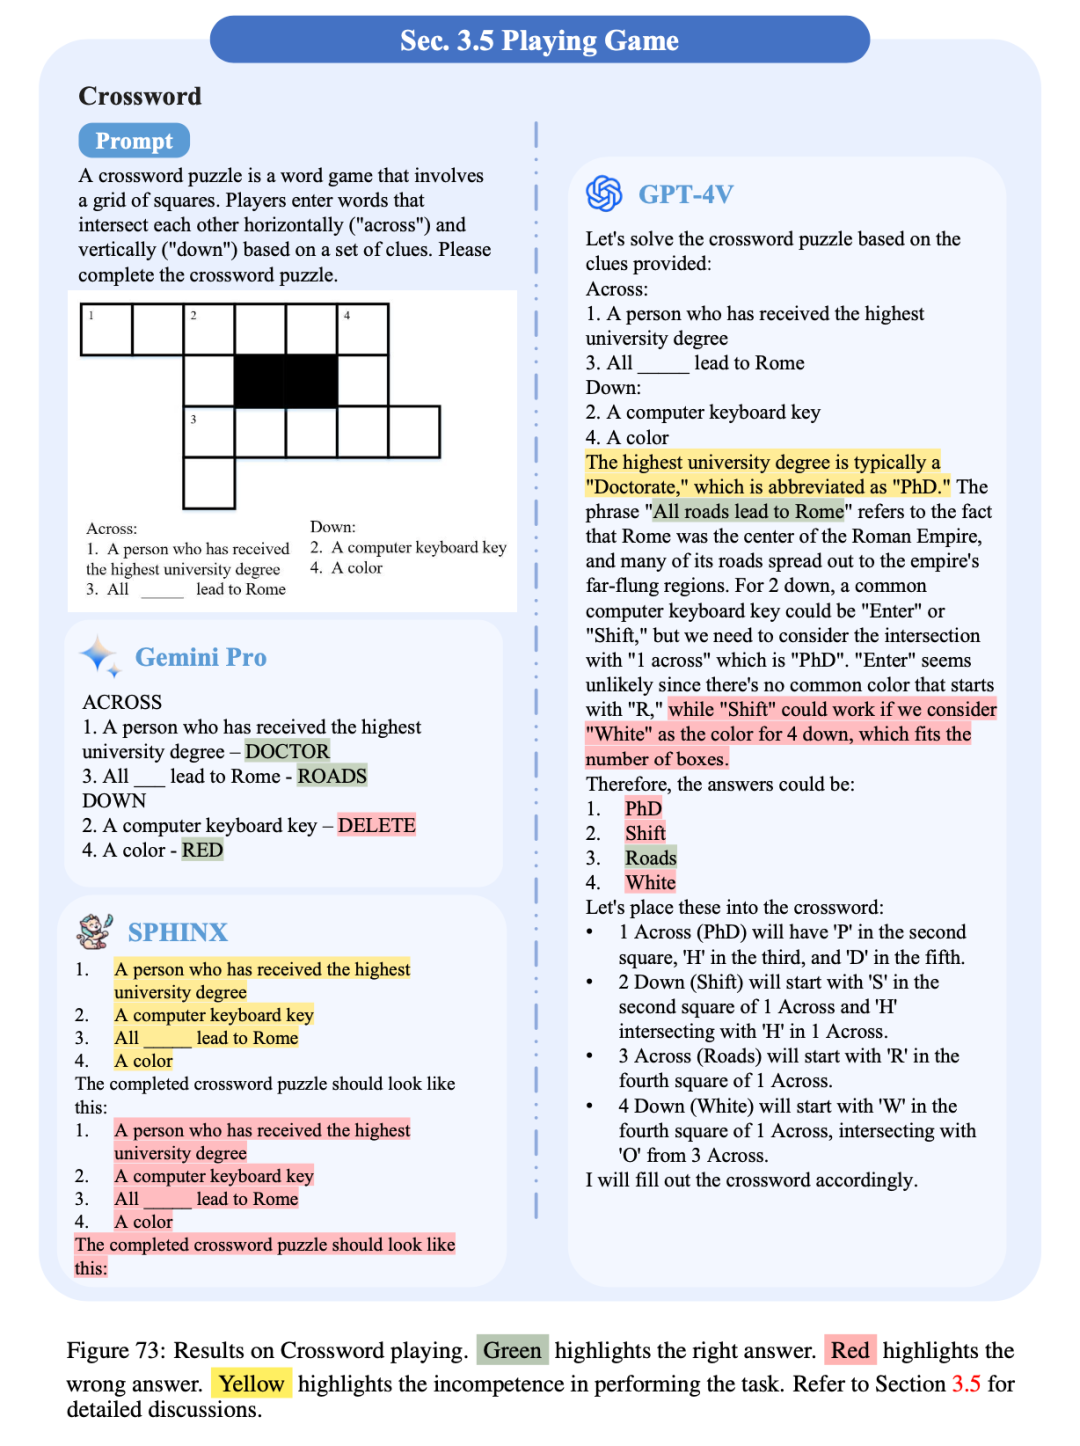 Sec. 3.5 Playing Game
Crossword
Prompt
A crossword puzzle is a word game that involves
a grid of squares. Players enter words that
intersect each other horizontally ("across") and
vertically ("down") based on a set of clues. Please
complete the crossword puzzle.
1 2 4
3
Across:
1. A person who has received
the highest university degree
3. All _____ lead to Rome
Down:
2. A computer keyboard key
4. A color
Gemini Pro
ACROSS
1. A person who has received the highest
university degree – DOCTOR
3. All ___ lead to Rome - ROADS
DOWN
2. A computer keyboard key – DELETE
4. A color - RED
SPHINX
1. A person who has received the highest
university degree
2. A computer keyboard key
3. All _____ lead to Rome
4. A color
The completed crossword puzzle should look like
this:
1. A person who has received the highest
university degree
2. A computer keyboard key
3. All _____ lead to Rome
4. A color
The completed crossword puzzle should look like
this:
GPT-4V
Let's solve the crossword puzzle based on the
clues provided:
Across:
1. A person who has received the highest
university degree
3. All _____ lead to Rome
Down:
2. A computer keyboard key
4. A color
The highest university degree is typically a
"Doctorate," which is abbreviated as "PhD." The
phrase "All roads lead to Rome" refers to the fact
that Rome was the center of the Roman Empire,
and many of its roads spread out to the empire's
far-flung regions. For 2 down, a common
computer keyboard key could be "Enter" or
"Shift," but we need to consider the intersection
with "1 across" which is "PhD". "Enter" seems
unlikely since there's no common color that starts
with "R," while "Shift" could work if we consider
"White" as the color for 4 down, which fits the
number of boxes.
Therefore, the answers could be:
1. PhD
2. Shift
3. Roads
4. White
Let's place these into the crossword:
• 1 Across (PhD) will have 'P' in the second
square, 'H' in the third, and 'D' in the fifth.
• 2 Down (Shift) will start with 'S' in the
second square of 1 Across and 'H'
intersecting with 'H' in 1 Across.
• 3 Across (Roads) will start with 'R' in the
fourth square of 1 Across.
• 4 Down (White) will start with 'W' in the
fourth square of 1 Across, intersecting with
'O' from 3 Across.
I will fill out the crossword accordingly.
Figure 73: Results on Crossword playing. Green highlights the right answer. Red highlights the
wrong answer. Yellow highlights the incompetence in performing the task. Refer to Section 3.5 for
detailed discussions.